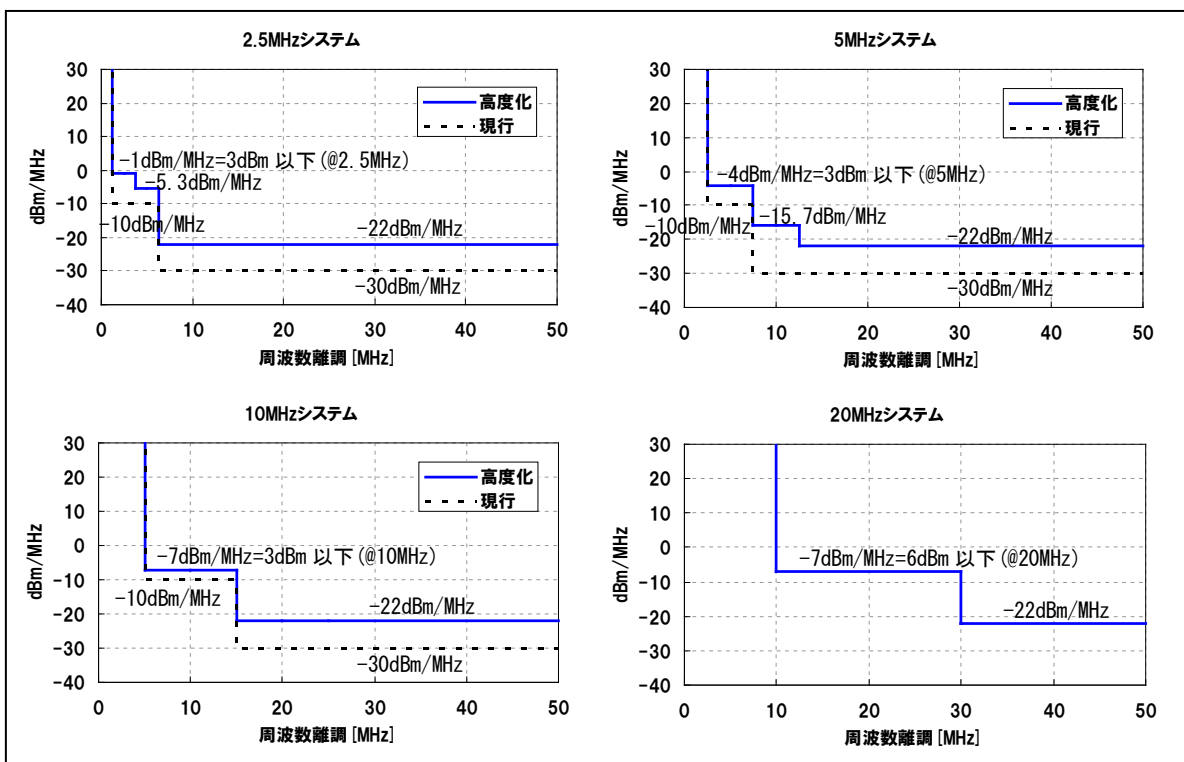 2.5MHzシステム
30
20
10
0
-10
-20
-30
-40
dBm/MHz
高度化
現行
-1dBm/MHz=3dBm 以下(@2.5MHz)
-5.3dBm/MHz
-10dBm/MHz
-22dBm/MHz
-30dBm/MHz
0 10 20 30 40 50
周波数離調 [MHz]
5MHzシステム
30
20
10
0
-10
-20
-30
-40
dBm/MHz
高度化
現行
-4dBm/MHz=3dBm 以下(@5MHz)
-10dBm/MHz
-15.7dBm/MHz
-22dBm/MHz
-30dBm/MHz
0 10 20 30 40 50
周波数離調 [MHz]
10MHzシステム
30
20
10
0
-10
-20
-30
-40
dBm/MHz
高度化
現行
-7dBm/MHz=3dBm 以下(@10MHz)
-10dBm/MHz
-22dBm/MHz
-30dBm/MHz
0 10 20 30 40 50
周波数離調 [MHz]
20MHzシステム
30
20
10
0
-10
-20
-30
-40
dBm/MHz
-7dBm/MHz=6dBm 以下(@20MHz)
-22dBm/MHz
0 10 20 30 40 50
周波数離調 [MHz]